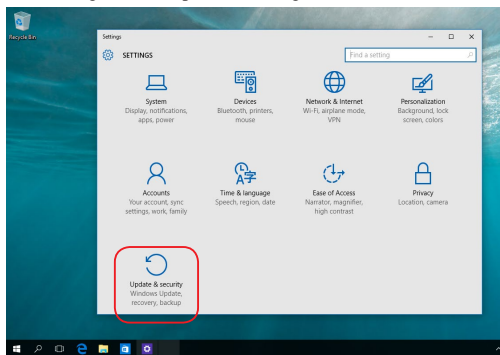 Recycle Bin
Settings
SETTINGS
Find a setting
System
Display, notifications,
apps, power
Devices
Bluetooth, printers,
mouse
Network & Internet
Wi-Fi, airplane mode,
VPN
Personalization
Background, lock
screen, colors
Accounts
Your account, sync
settings, work, family
Time & language
Speech, region, date
Ease of Access
Narrator, magnifier,
high contrast
Privacy
Location, camera
Update & security
Windows Update,
recovery, backup